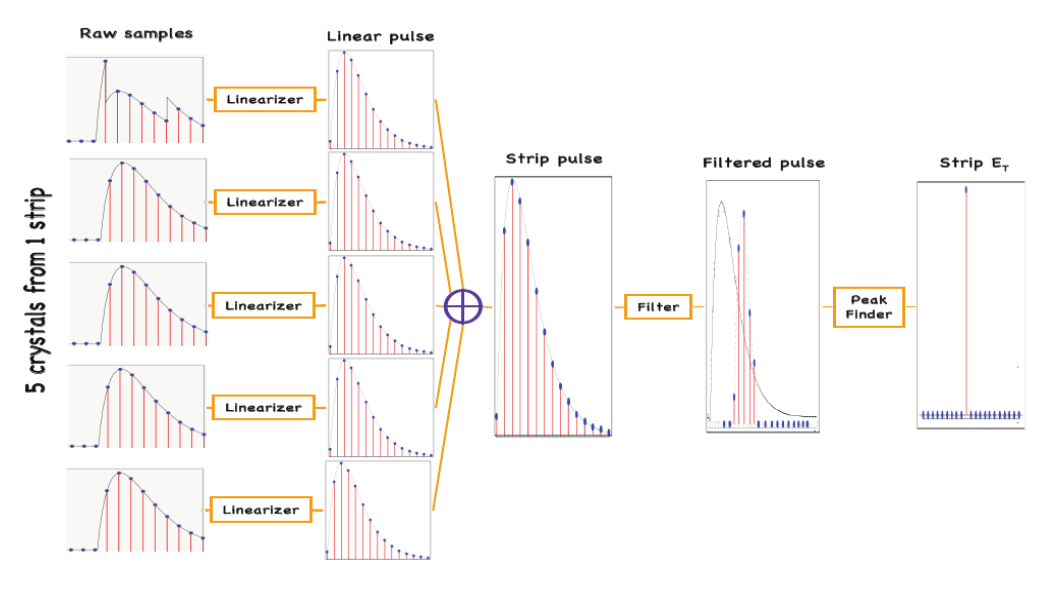 Raw samples
Linear pulse
Linearizer
Strip pulse
Filtered pulse
Strip E_T
Linearizer
5 crystals from 1 strip
Linearizer
Filter
Peak
Finder
Linearizer
Linearizer